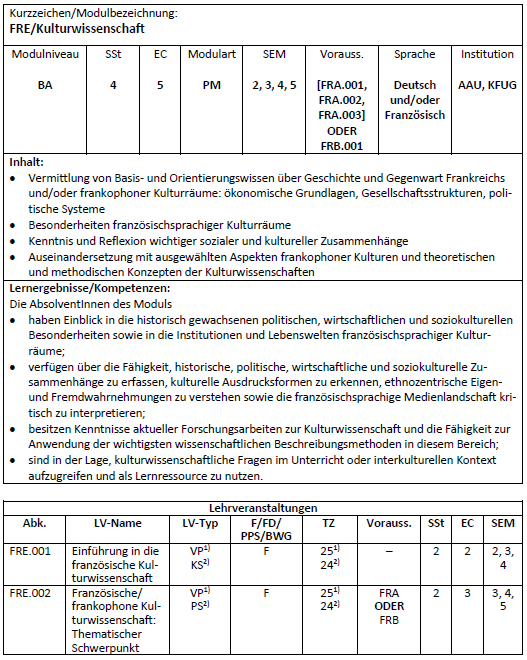 Kurzzeichen/Modulbezeichnung:
FRE/Kulturwissenschaft
Modulniveau SSt EC Modulart SEM Vorauss. Sprache Institution
BA 4 5 PM 2, 3, 4, 5 [FRA.001, Deutsch AAU, KFUG
FRA.002, und/oder
FRA.003] Französisch
ODER
FRB.001
Inhalt:
• Vermittlung von Basis- und Orientierungswissen über Geschichte und Gegenwart Frankreichs
und/oder frankophoner Kulturräume: ökonomische Grundlagen, Gesellschaftsstrukturen, poli-
tische Systeme
• Besonderheiten französischsprachiger Kulturräume
• Kenntnis und Reflexion wichtiger sozialer und kultureller Zusammenhänge
• Auseinandersetzung mit ausgewählten Aspekten frankophoner Kulturen und theoretischen
und methodischen Konzepten der Kulturwissenschaften
Lernergebnisse/Kompetenzen:
Die AbsolventInnen des Moduls
• haben Einblick in die historisch gewachsenen politischen, wirtschaftlichen und soziokulturellen
Besonderheiten sowie in die Institutionen und Lebenswelten französischsprachiger Kultur-
räume;
• verfügen über die Fähigkeit, historische, politische, wirtschaftliche und soziokulturelle Zu-
sammenhänge zu erfassen, kulturelle Ausdrucksformen zu erkennen, ethnozentrische Eigen-
und Fremdwahrnehmungen zu verstehen sowie die französischsprachige Medienlandschaft kri-
tisch zu interpretieren;
• besitzen Kenntnisse aktueller Forschungsarbeiten zur Kulturwissenschaft und die Fähigkeit zur
Anwendung der wichtigsten wissenschaftlichen Beschreibungsmethoden in diesem Bereich;
• sind in der Lage, kulturwissenschaftliche Fragen im Unterricht oder interkulturellen Kontext
aufzugreifen und als Lernressource zu nutzen.
Lehrveranstaltungen
Abk. LV-Name LV-Typ F/FD/ TZ Vorauss. SSt EC SEM
PPS/BWG
FRE.001 Einführung in die VP¹⁾ F 25¹⁾ – 2 2 2, 3,
französische Kul- KS²⁾ 24²⁾ 4
turwissenschaft
FRE.002 Französische/ VP¹⁾ F 25¹⁾ FRA 2 3 3, 4,
frankophone Kul- PS²⁾ 24²⁾ ODER 5
turwissenschaft: FRB
Thematischer
Schwerpunkt